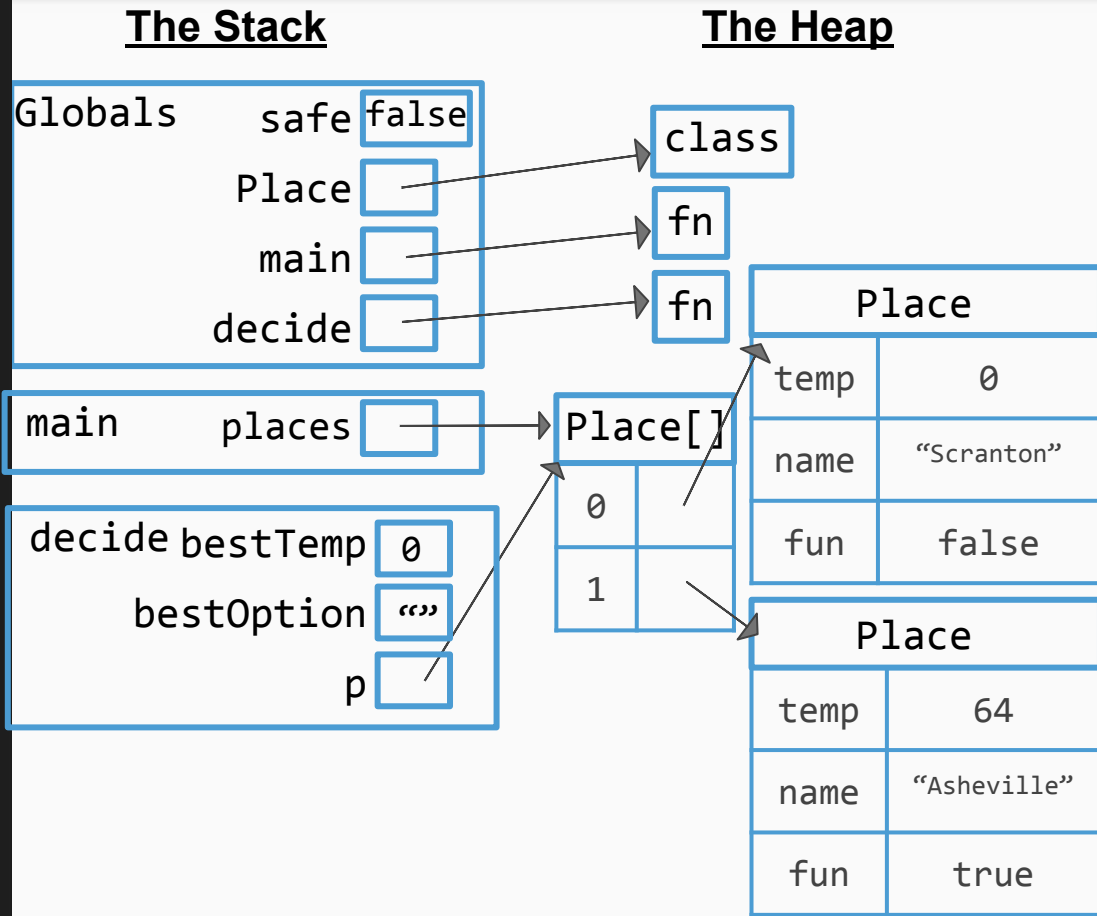 The Stack
The Heap
Globals
safe
false
Place
main
decide
class
fn
fn
main
places
Place[]
0
1
decide
bestTemp
0
bestOption
“”
p
Place
temp
0
name
“Scranton”
fun
false
Place
temp
64
name
“Asheville”
fun
true